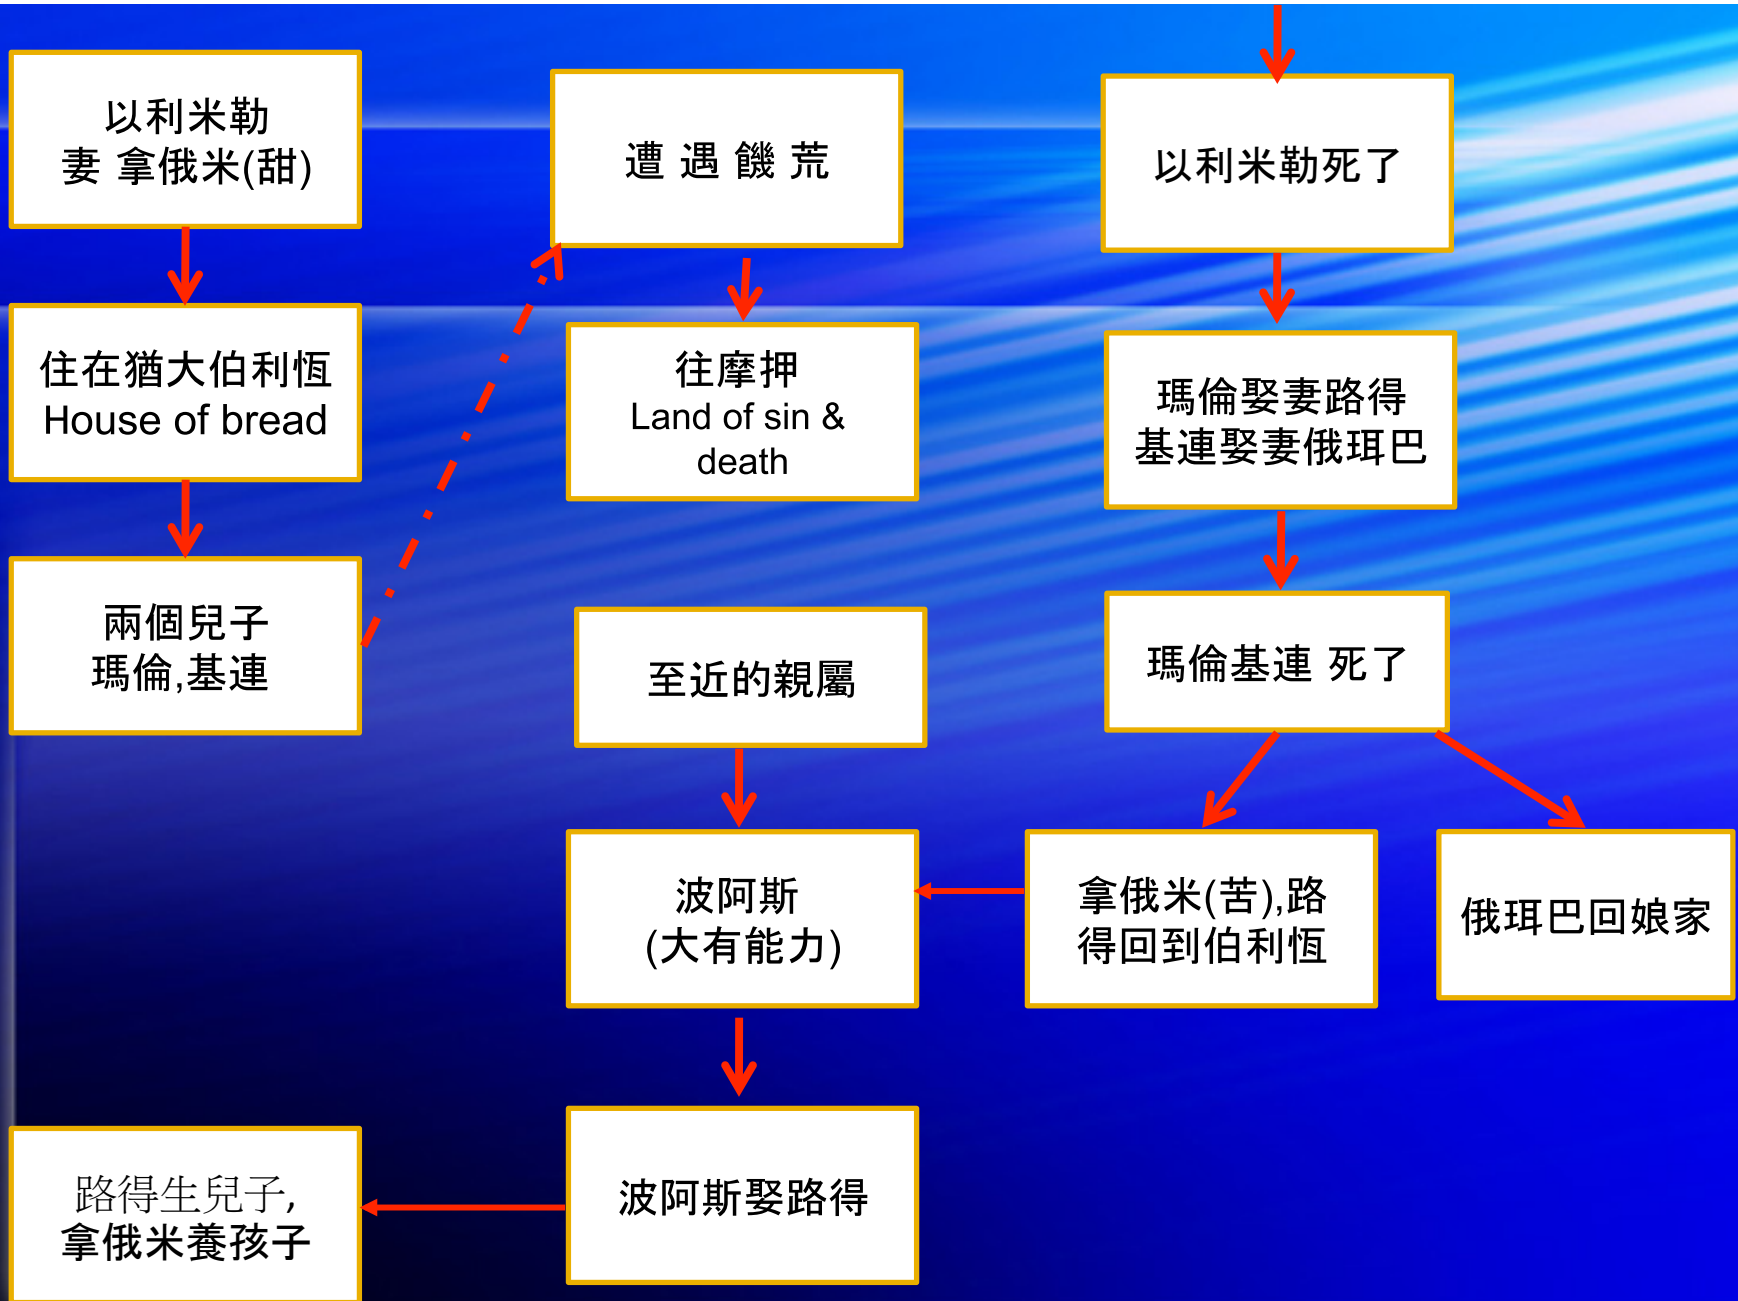 以利米勒
妻 拿俄米(甜)
住在猶大伯利恆
House of bread
兩個兒子
瑪倫,基連
遭 遇 饑 荒
往摩押
Land of sin &
death
以利米勒死了
瑪倫娶妻路得
基連娶妻俄珥巴
瑪倫基連 死了
俄珥巴回娘家
拿俄米(苦),路
得回到伯利恆
至近的親屬
波阿斯
(大有能力)
波阿斯娶路得
路得生兒子,
拿俄米養孩子